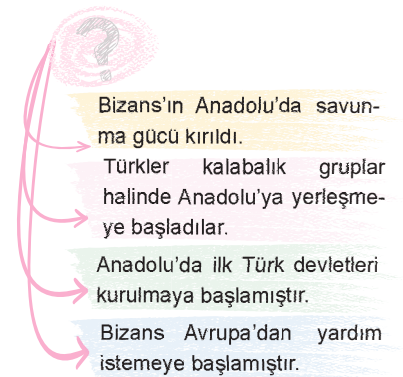 ?
Bizans'ın Anadolu'da savun-
ma gücü kırıldı.
Türkler kalabalık gruplar
halinde Anadolu'ya yerleşme-
ye başladılar.
Anadolu'da ilk Türk devletleri
kurulmaya başlamıştır.
Bizans Avrupa'dan yardım
istemeye başlamıştır.